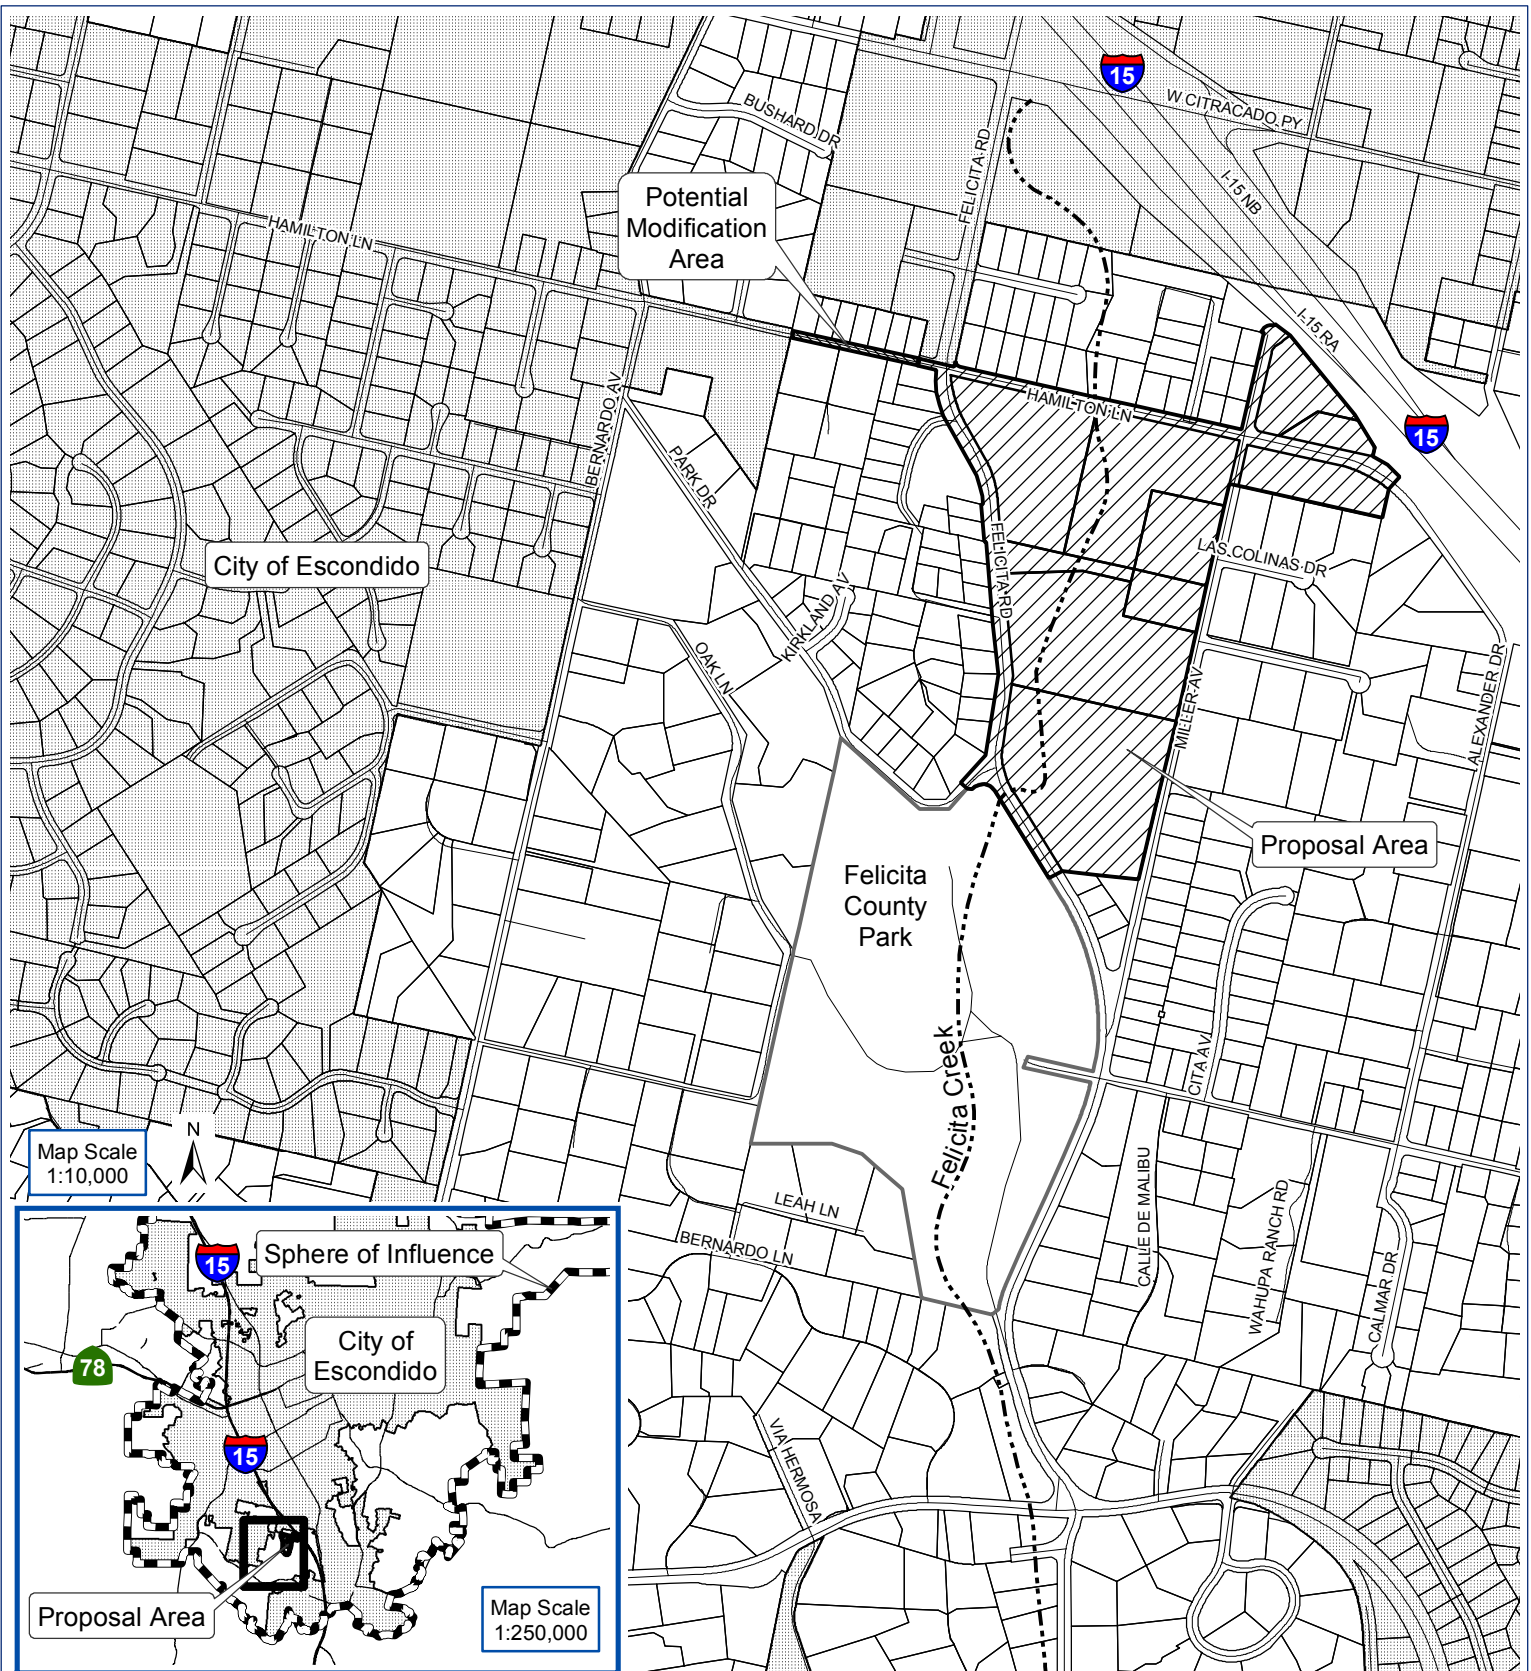 15
W CITRACADO PY
BUSHARD DR
FELICITA RD
I-15 NB
Potential
Modification
Area
HAMILTON LN
I-15 RA
HAMILTON LN
15
BERNARDO AV
PARK DR
City of Escondido
FELICITA RD
LAS COLINAS DR
KIRKLAND AV
OAK LN
MILLER AV
ALEXANDER DR
Proposal Area
Felicita
County
Park
Felicita Creek
CITA AV
N
Map Scale
1:10,000
CALLE DE MALIBU
WAHUPA RANCH RD
LEAH LN
BERNARDO LN
CALMAR DR
VIA HERMOSA
Sphere of Influence
15
City of
Escondido
78
15
Proposal Area
Map Scale
1:250,000